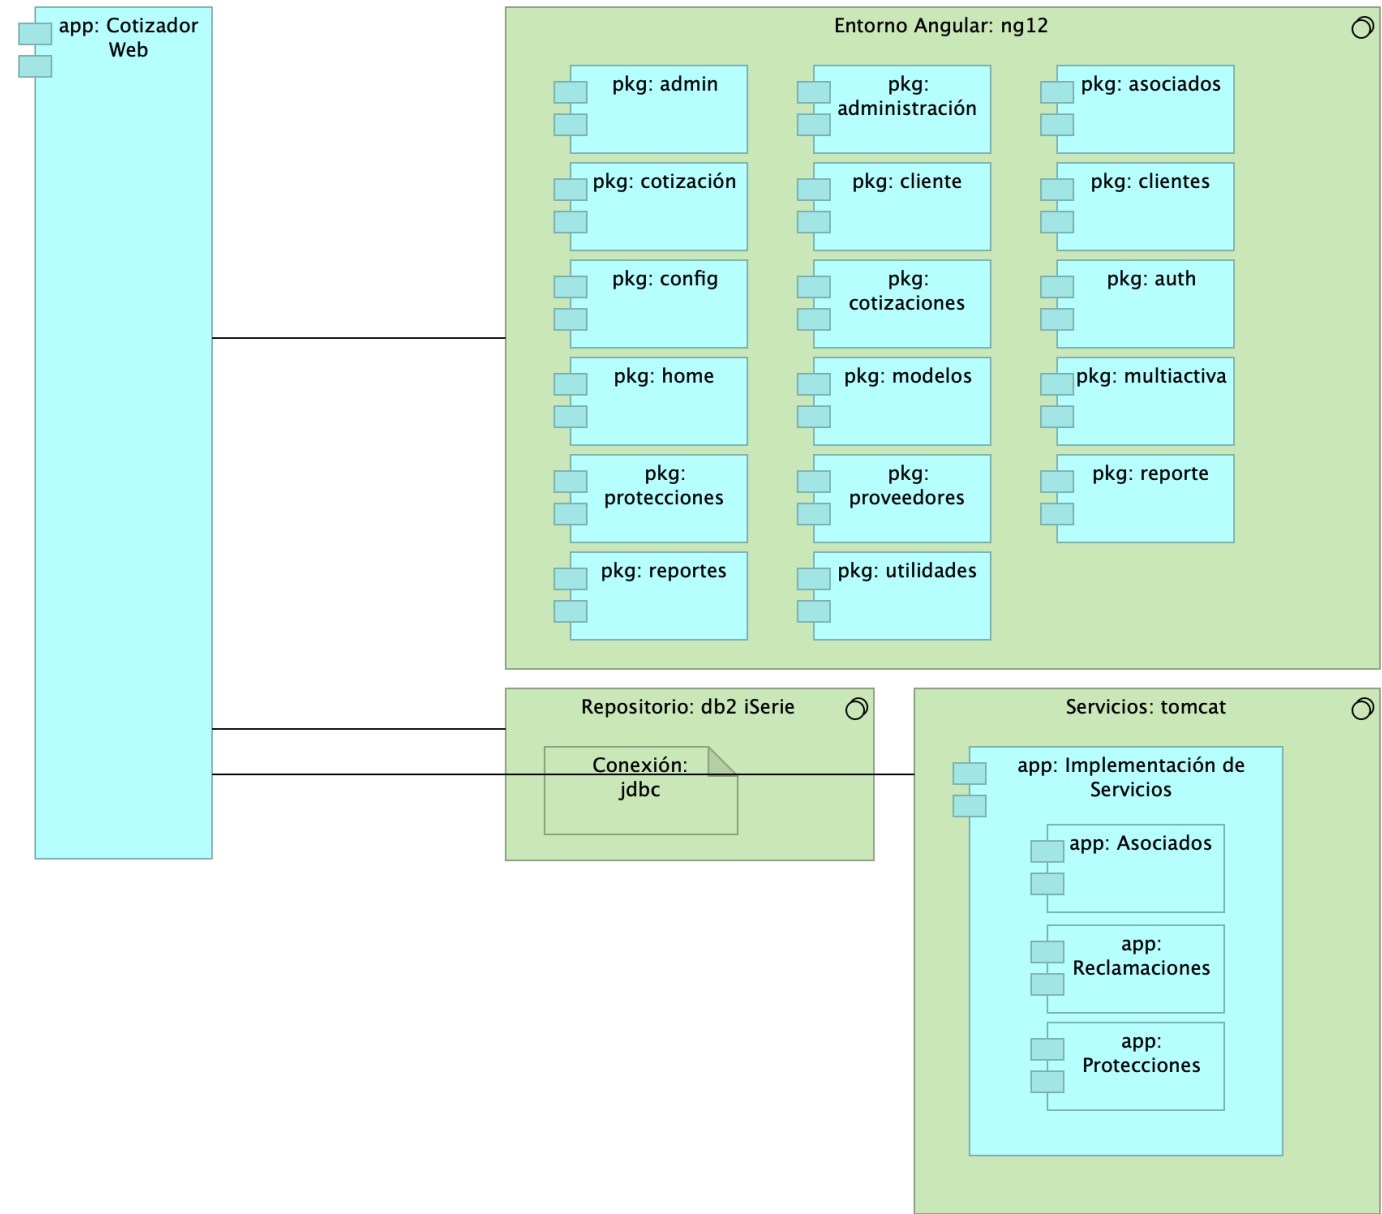 app: Cotizador
Web
Entorno Angular: ng12
pkg: admin
pkg:
administración
pkg: asociados
pkg: cotización
pkg: cliente
pkg: clientes
pkg: config
pkg:
cotizaciones
pkg: auth
pkg: home
pkg: modelos
pkg: multiactiva
pkg:
protecciones
pkg:
proveedores
pkg: reporte
pkg: reportes
pkg: utilidades
Repositorio: db2 iSerie
Conexión:
jdbc
Servicios: tomcat
app: Implementación de
Servicios
app: Asociados
app:
Reclamaciones
app:
Protecciones